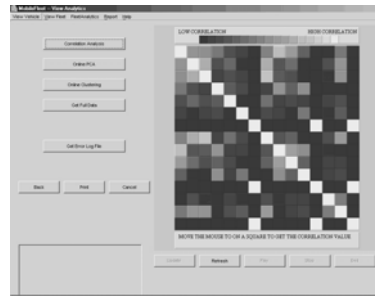 MobileFleet -- View Analytics
View Vehicle View Fleet FleetAnalytics Report Help
LOW CORRELATION HIGH CORRELATION
Correlation Analysis
Online PCA
Online Clustering
Get Full Data
Get Error Log File
Back Print Cancel
MOVE THE MOUSE TO ON A SQUARE TO GET THE CORRELATION VALUE
Refresh